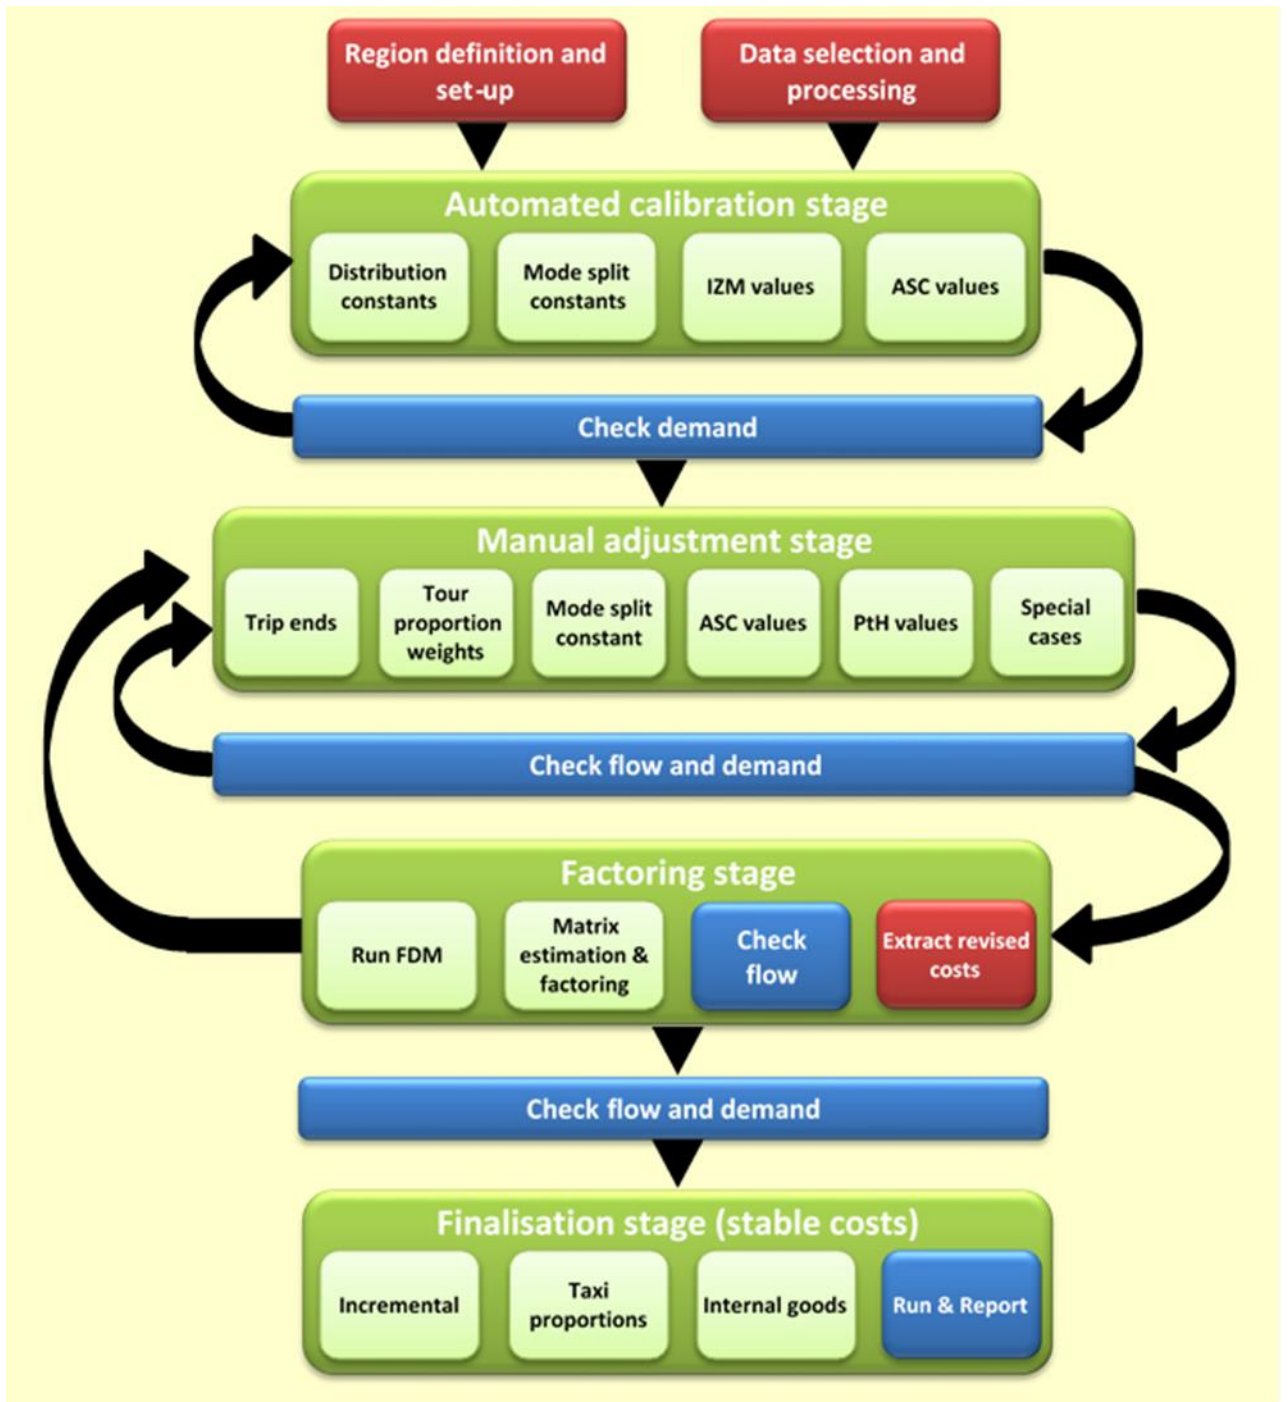 Region definition and
set-up
Data selection and
processing
Automated calibration stage
Distribution
constants
Mode split
constants
IZM values
ASC values
Check demand
Manual adjustment stage
Trip ends
Tour
proportion
weights
Mode split
constant
ASC values
PtH values
Special
cases
Check flow and demand
Factoring stage
Run FDM
Matrix
estimation &
factoring
Check
flow
Extract revised
costs
Check flow and demand
Finalisation stage (stable costs)
Incremental
Taxi
proportions
Internal goods
Run & Report